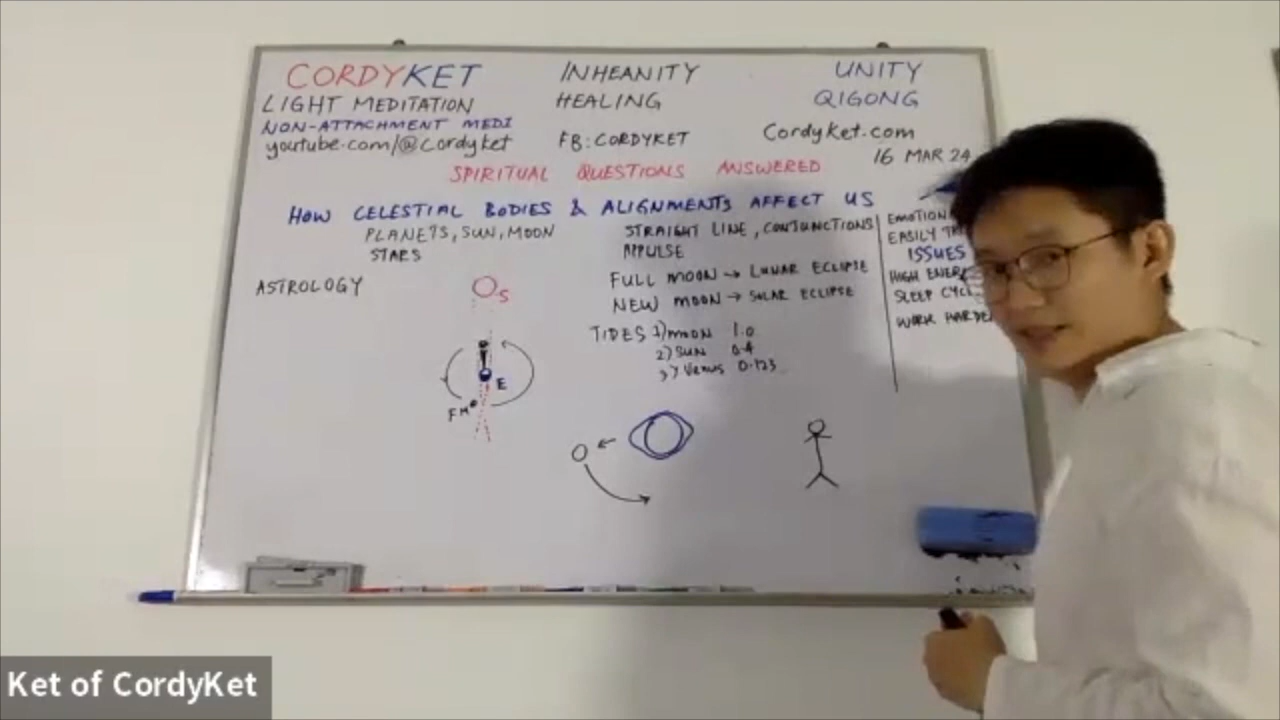 CORDYKET INHEANITY UNITY
LIGHT MEDITATION HEALING QIGONG
NON-ATTACHMENT MEDI
youtube.com/@Cordyket FB: CORDYKET CordyKet.com
16 MAR 24
SPIRITUAL QUESTIONS ANSWERED
HOW CELESTIAL BODIES & ALIGNMENTS AFFECT US
PLANETS, SUN, MOON
STARS
ASTROLOGY
S
E
FM
STRAIGHT LINE, CONJUNCTIONS
APPULSE
FULL MOON → LUNAR ECLIPSE
NEW MOON → SOLAR ECLIPSE
TIDES 1) MOON 1.0
2) SUN 0.4
3) Venus 0.123
EMOTION
EASILY
ISSUES
HIGH
SLEEP
WORK
Ket of CordyKet